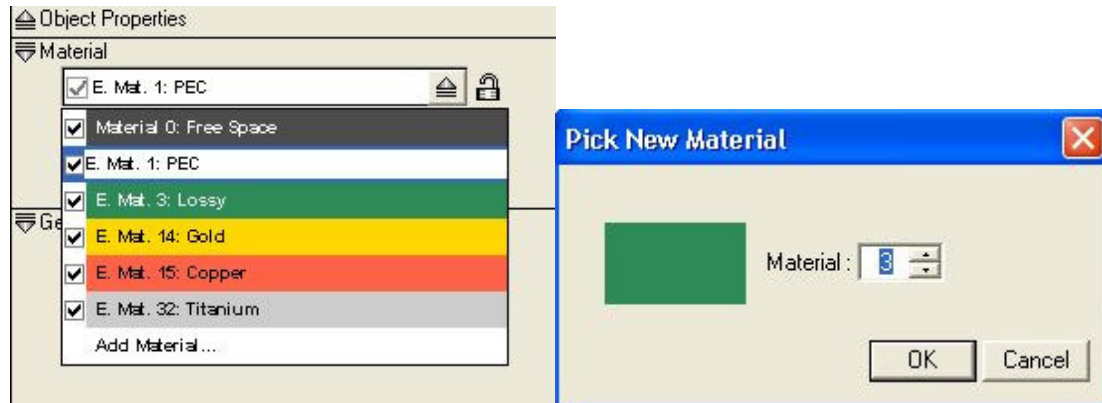 Object Properties
Material
E. Mat. 1: PEC
Material 0: Free Space
E. Mat. 1: PEC
E. Mat. 3: Lossy
Ge
E. Mat. 14: Gold
E. Mat. 15: Copper
E. Mat. 32: Titanium
Add Material...
Pick New Material
Material : 3
OK Cancel